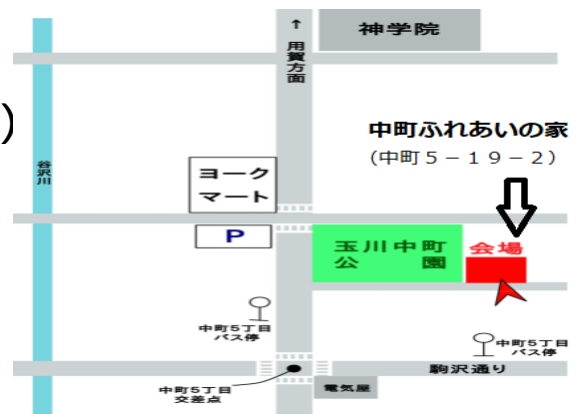 ↑
用賀方面
神学院
)
谷沢川
中町ふれあいの家
(中町5-19-2)
ヨーク
マート
P
玉川中町
公園
会場
中町5丁目
バス停
中町5丁目
バス停
駒沢通り
中町5丁目
交差点
電気屋